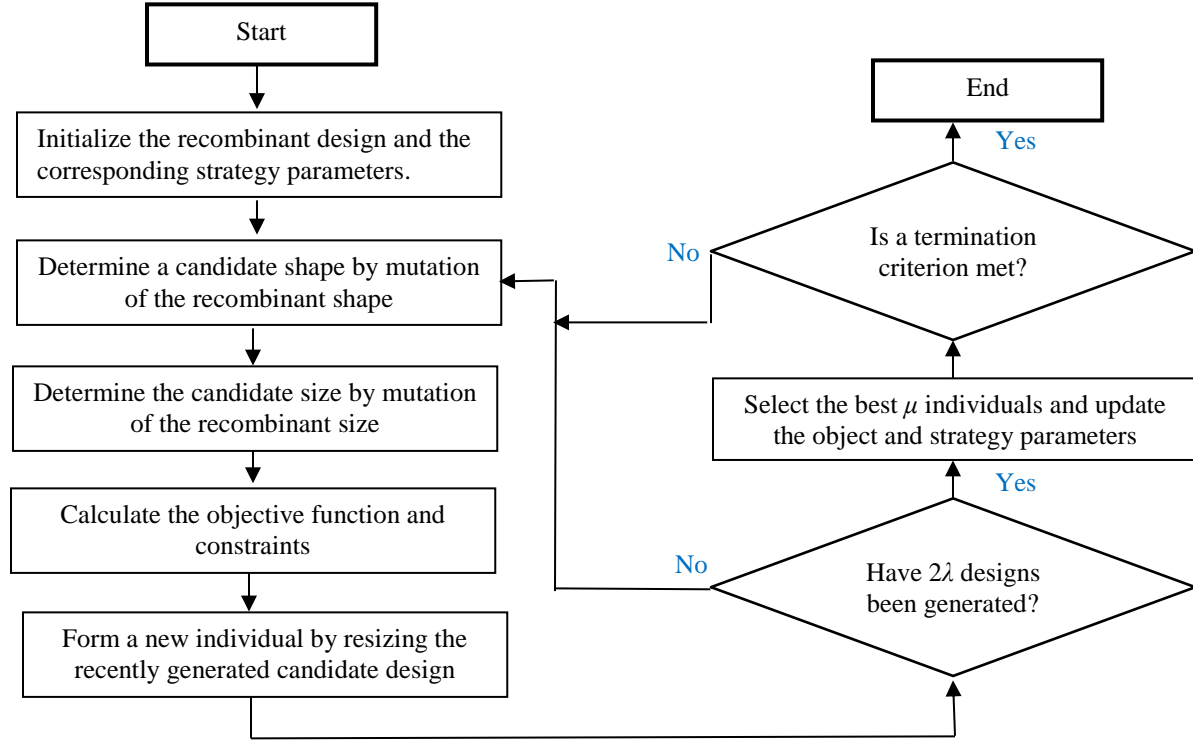 Start
Initialize the recombinant design and the
corresponding strategy parameters.
Determine a candidate shape by mutation
of the recombinant shape
Determine the candidate size by mutation
of the recombinant size
Calculate the objective function and
constraints
Form a new individual by resizing the
recently generated candidate design
End
Yes
Is a termination
criterion met?
No
Select the best μ individuals and update
the object and strategy parameters
Yes
Have 2λ designs
been generated?
No